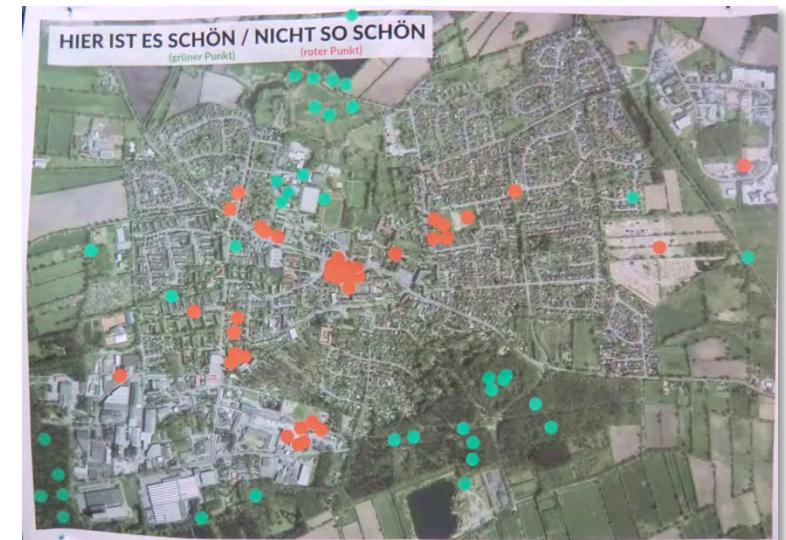 HIER IST ES SCHÖN / NICHT SO SCHÖN
(grüner Punkt) (roter Punkt)